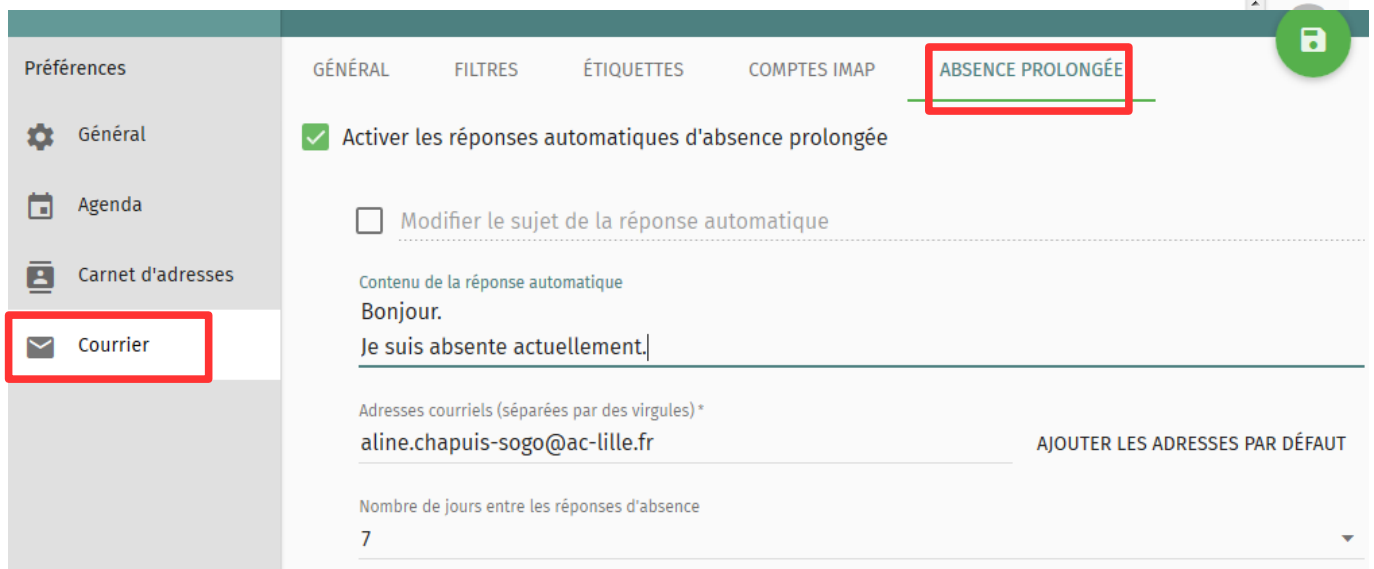 Préférences
GÉNÉRAL FILTRES ÉTIQUETTES COMPTES IMAP ABSENCE PROLONGÉE
Général
Agenda
Carnet d'adresses
Courrier
Activer les réponses automatiques d'absence prolongée
Modifier le sujet de la réponse automatique
Contenu de la réponse automatique
Bonjour.
Je suis absente actuellement.
Adresses courriels (séparées par des virgules) *
aline.chapuis-sogo@ac-lille.fr
AJOUTER LES ADRESSES PAR DÉFAUT
Nombre de jours entre les réponses d'absence
7